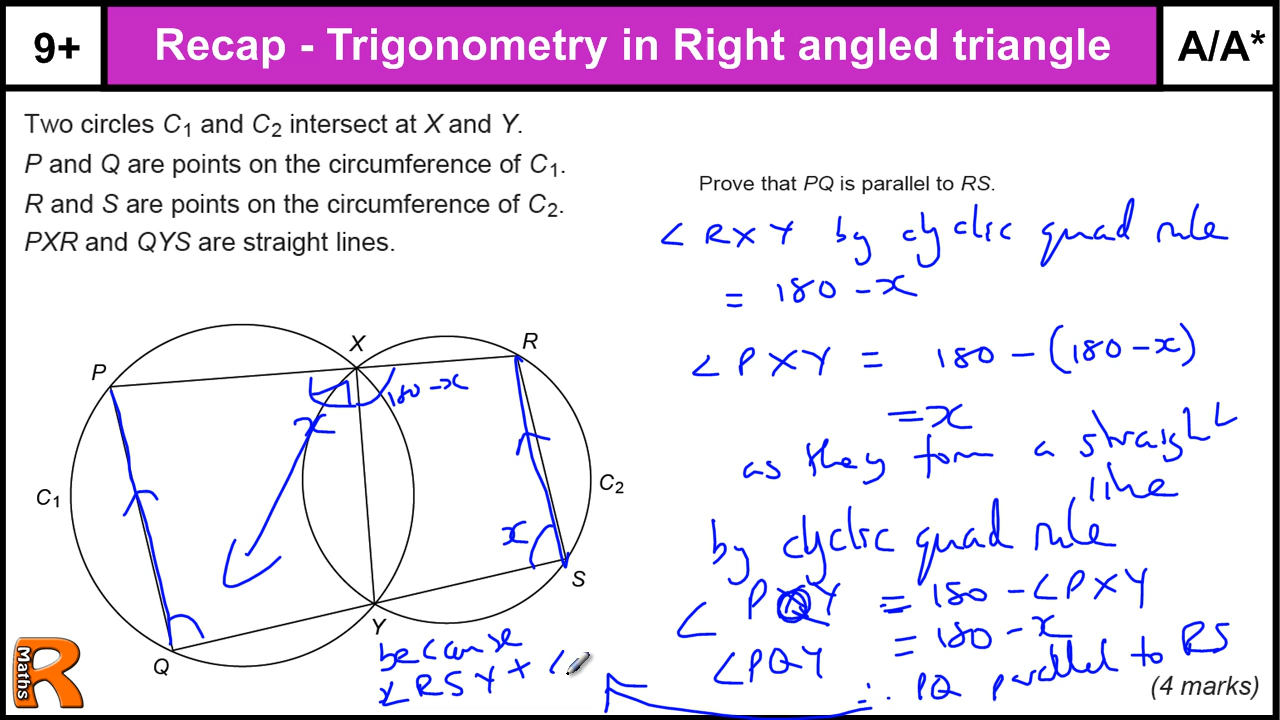 9+
Recap - Trigonometry in Right angled triangle
A/A*
Two circles C₁ and C₂ intersect at X and Y.
P and Q are points on the circumference of C₁.
R and S are points on the circumference of C₂.
PXR and QYS are straight lines.
Prove that PQ is parallel to RS.
∠RXY by cyclic quad rule
= 180 - x
∠PXY = 180 - (180 - x)
= x
as they form a straight
line
by cyclic quad rule
∠PQY = 180 - ∠PXY
= 180 - x
∠PQY
∴ PQ parallel to RS
(4 marks)
P
X
R
180 - x
x
C₁
C₂
x
S
Y
Q
because
∠RSY + ∠
Maths
R